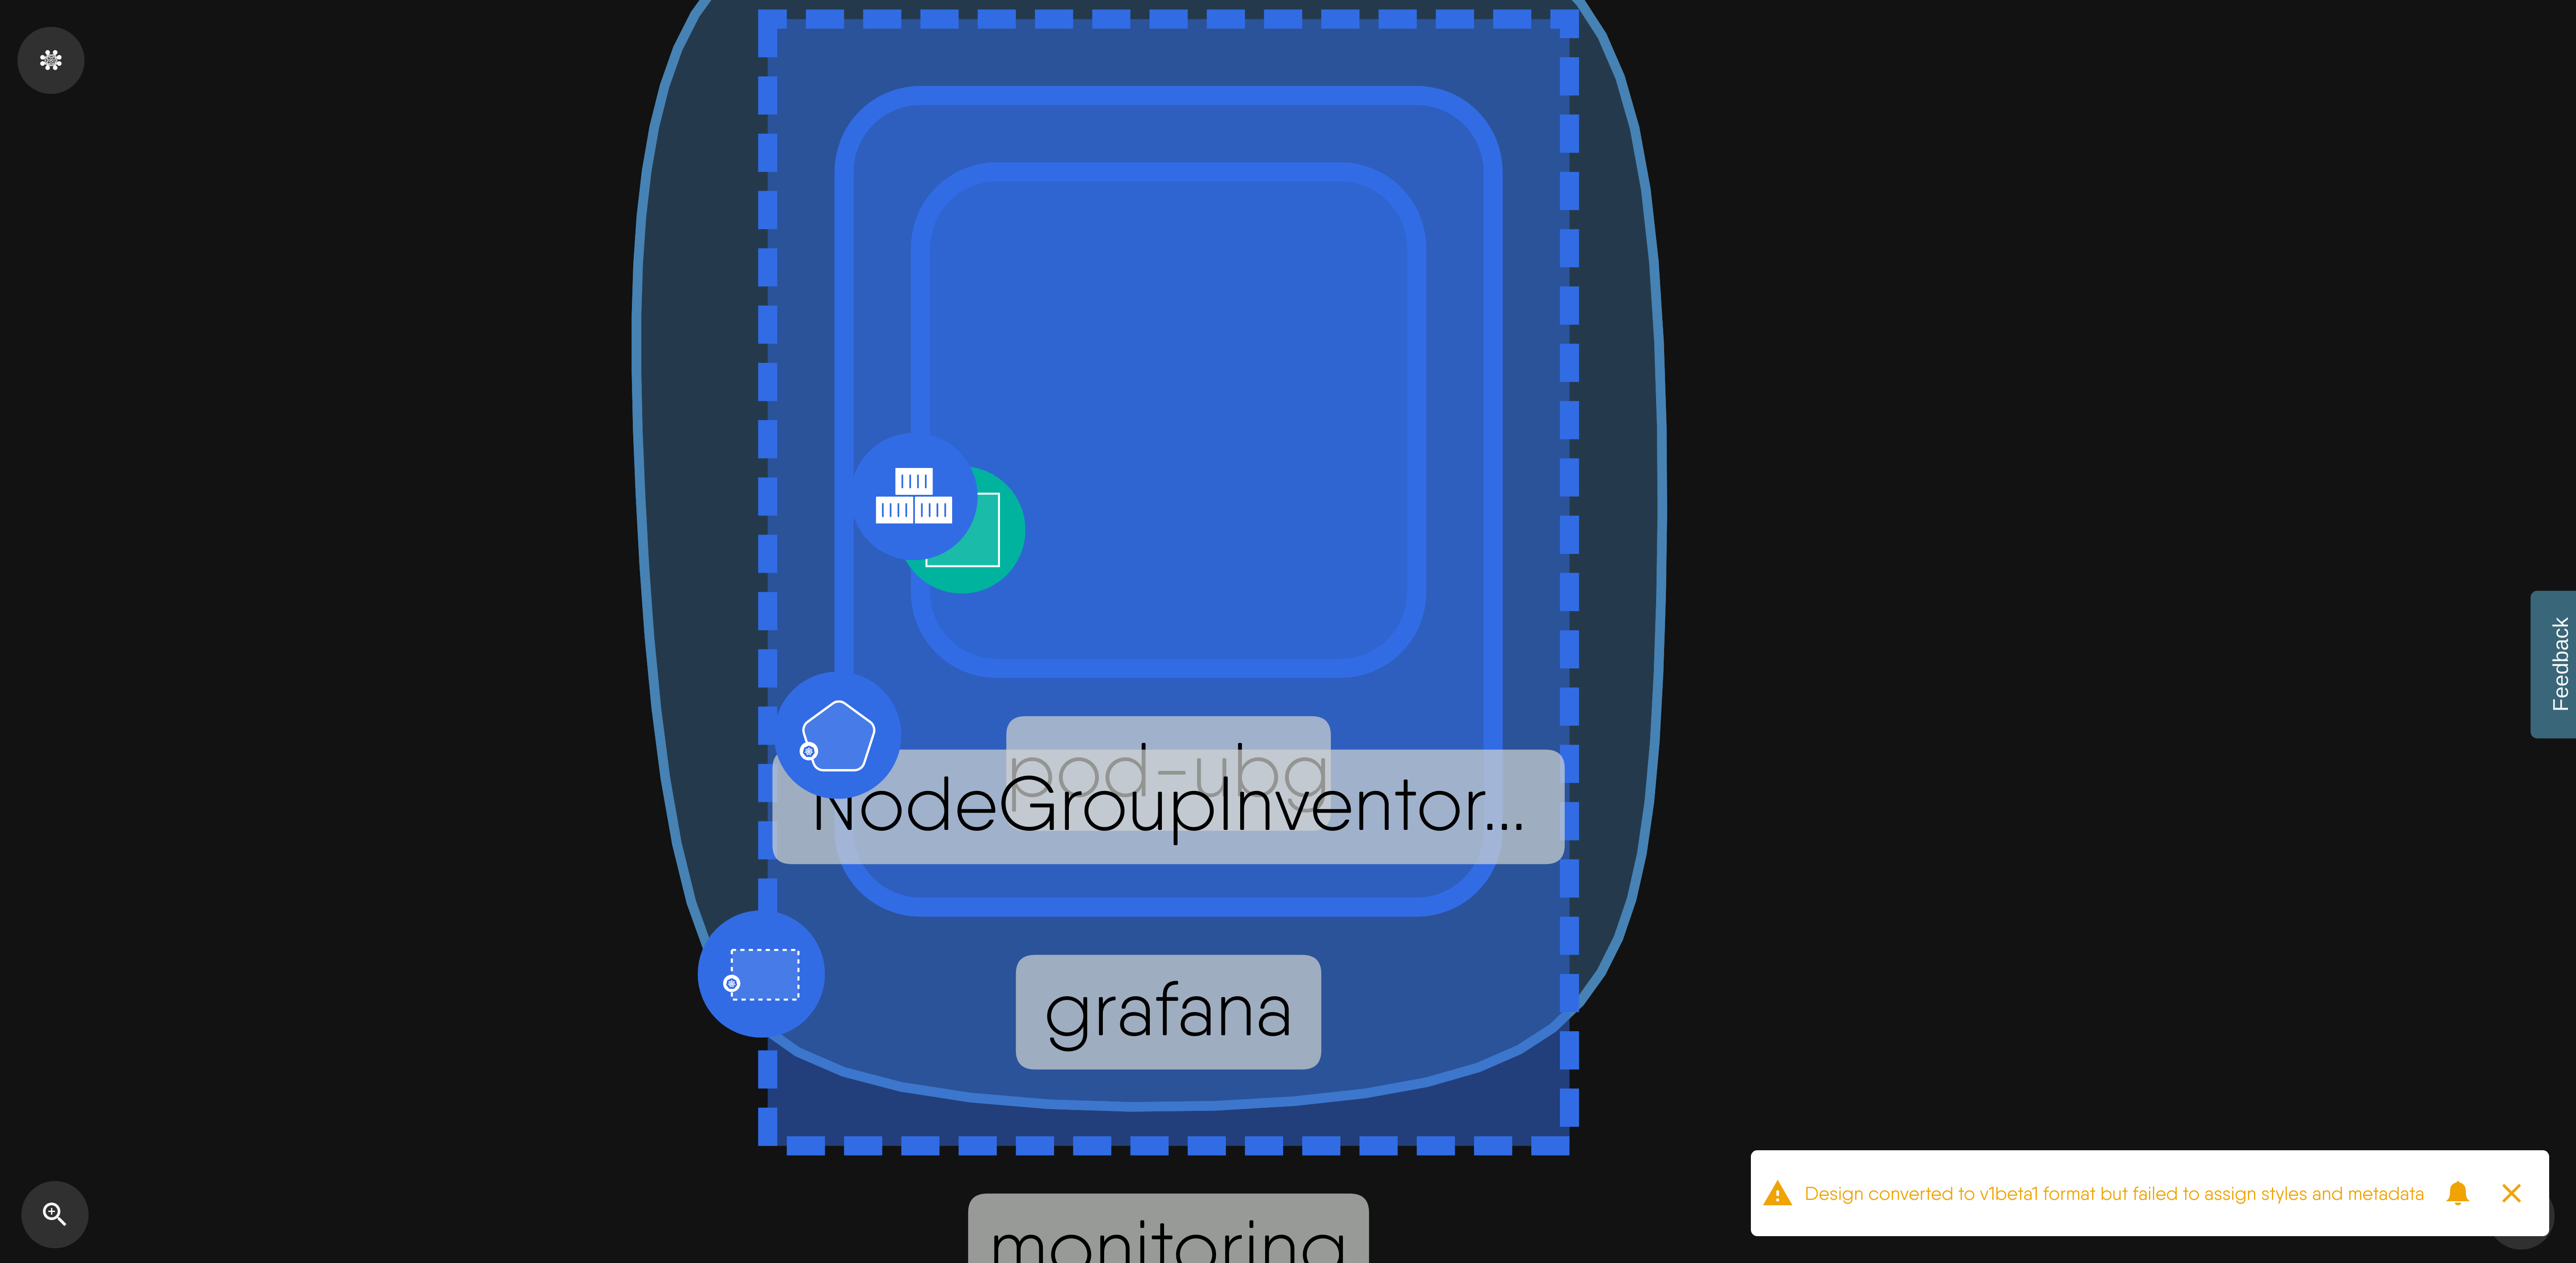 pod-ubg
NodeGroupInventor...
grafana
monitoring
Feedback
Design converted to v1beta1 format but failed to assign styles and metadata